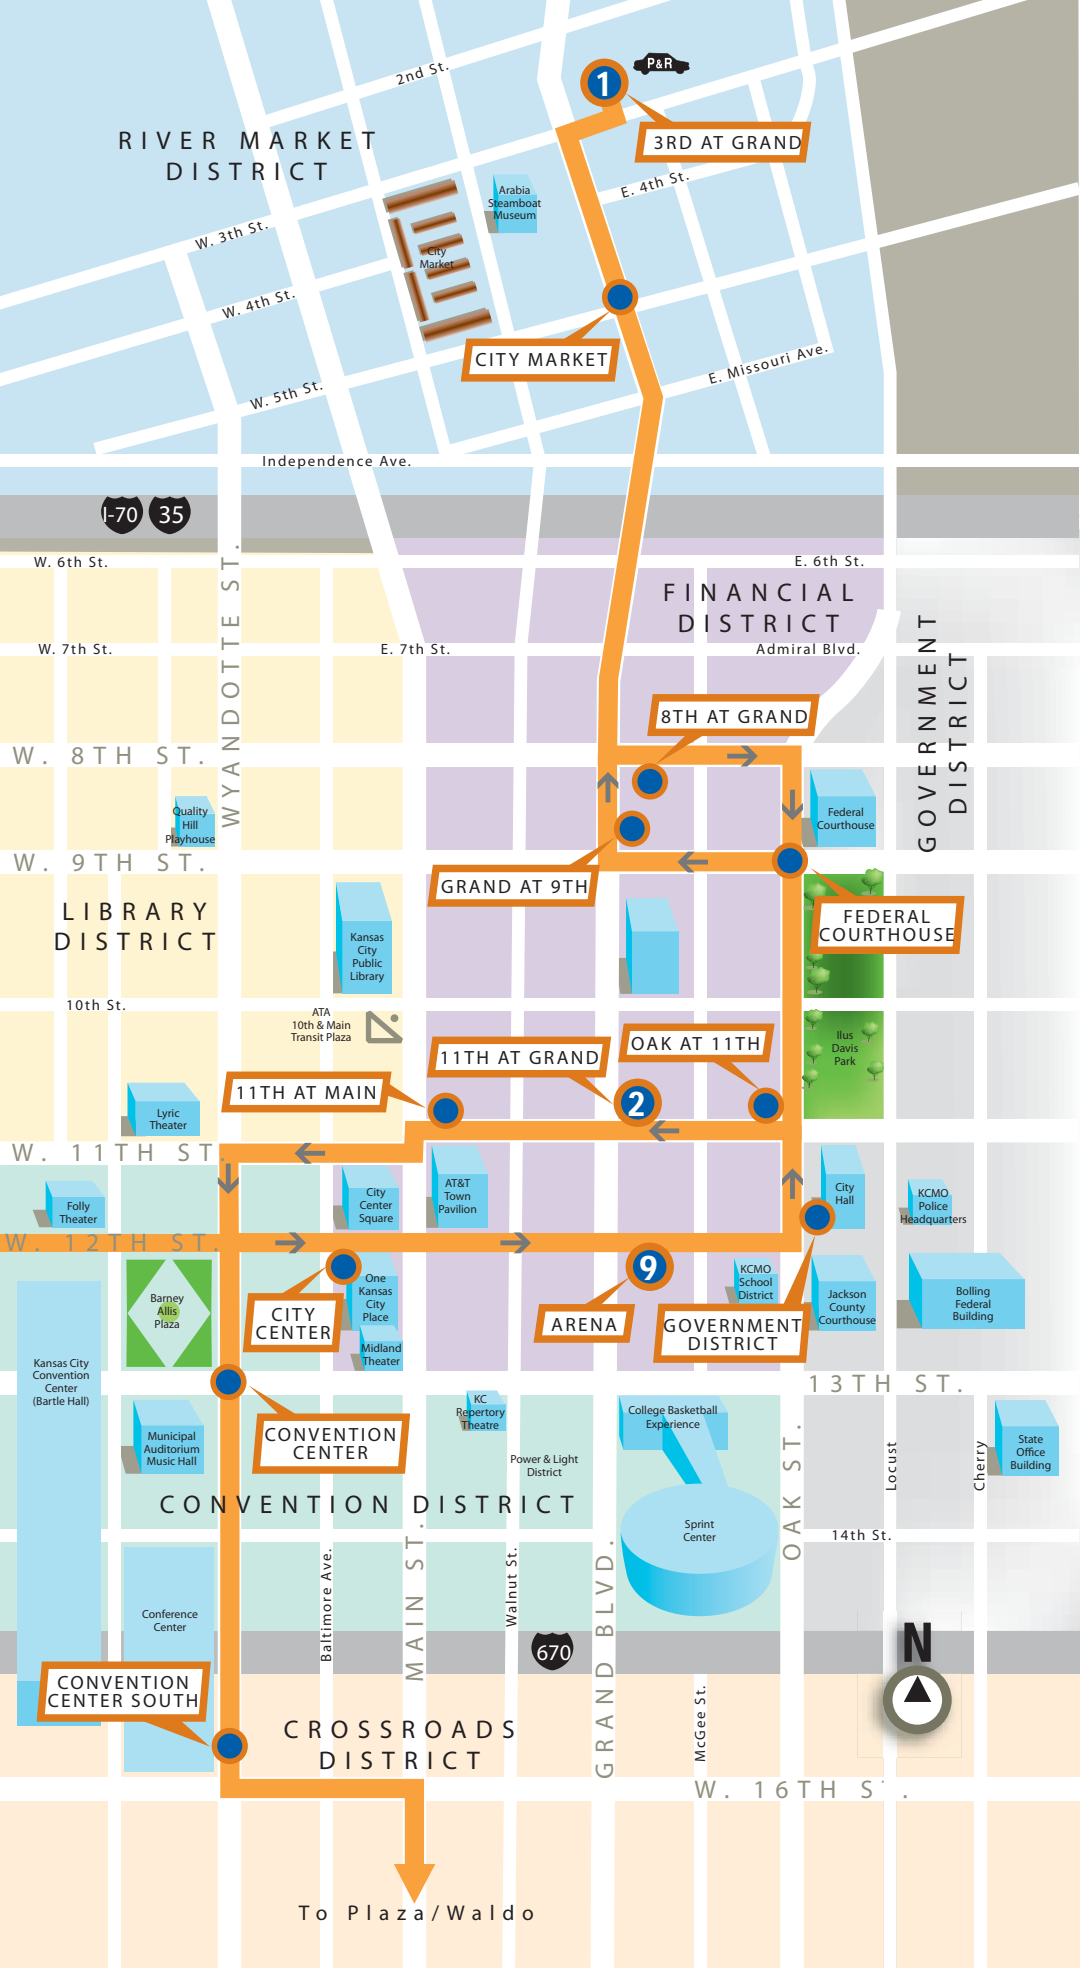 2nd St.
1
P&R
3RD AT GRAND
RIVER MARKET
DISTRICT
E. 4th St.
Arabia
Steamboat
Museum
W. 3th St.
City
Market
W. 4th St.
CITY MARKET
E. Missouri Ave.
W. 5th St.
Independence Ave.
I-70
35
W. 6th St.
E. 6th St.
FINANCIAL
DISTRICT
WYANDOTTE ST.
GOVERNMENT
DISTRICT
W. 7th St.
E. 7th St.
Admiral Blvd.
8TH AT GRAND
W. 8TH ST.
Quality
Hill
Playhouse
Federal
Courthouse
W. 9TH ST.
GRAND AT 9TH
LIBRARY
DISTRICT
FEDERAL
COURTHOUSE
Kansas
City
Public
Library
10th St.
ATA
10th & Main
Transit Plaza
11TH AT GRAND
OAK AT 11TH
Ilus
Davis
Park
11TH AT MAIN
2
Lyric
Theater
W. 11TH ST.
Folly
Theater
City
Center
Square
AT&T
Town
Pavilion
City
Hall
KCMO
Police
Headquarters
W. 12TH ST.
9
KCMO
School
District
One
Kansas
City
Place
Barney
Allis
Plaza
CITY
CENTER
ARENA
GOVERNMENT
DISTRICT
Jackson
County
Courthouse
Bolling
Federal
Building
Midland
Theater
Kansas City
Convention
Center
(Bartle Hall)
13TH ST.
KC
Repertory
Theatre
College Basketball
Experience
CONVENTION
CENTER
Municipal
Auditorium
Music Hall
State
Office
Building
Power & Light
District
Locust
Cherry
OAK ST.
CONVENTION DISTRICT
Sprint
Center
14th St.
Baltimore Ave.
MAIN ST.
Walnut St.
GRAND BLVD.
Conference
Center
670
N
CONVENTION
CENTER SOUTH
McGee St.
CROSSROADS
DISTRICT
W. 16TH ST.
To Plaza/Waldo